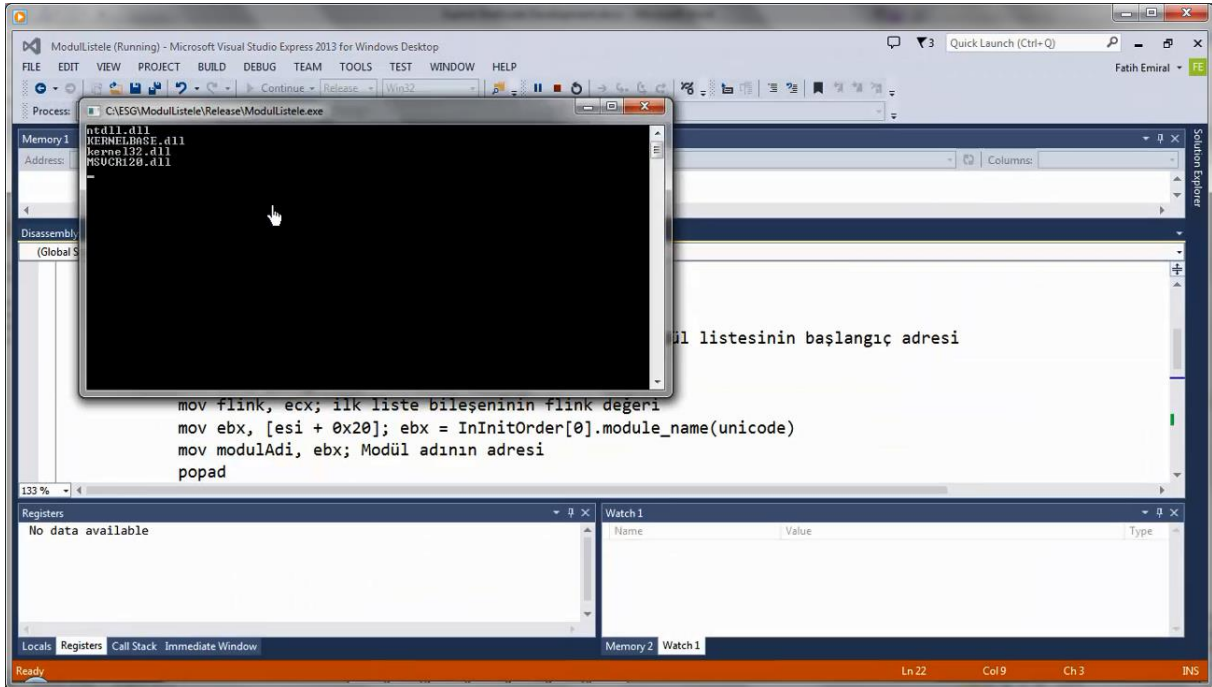 ModulListele (Running) - Microsoft Visual Studio Express 2013 for Windows Desktop
3
Quick Launch (Ctrl+Q)
FILE EDIT VIEW PROJECT BUILD DEBUG TEAM TOOLS TEST WINDOW HELP
Fatih Emiral
FE
Continue Release Win32
Process:
C:\ESG\ModulListele\Release\ModulListele.exe
ntdll.dll
KERNELBASE.dll
kernel32.dll
MSVCR120.dll
Memory 1
Address:
Columns:
Solution Explorer
Disassembly
(Global S
ül listesinin başlangıç adresi
mov flink, ecx; ilk liste bileşeninin flink değeri
mov ebx, [esi + 0x20]; ebx = InInitOrder[0].module_name(unicode)
mov modulAdi, ebx; Modül adının adresi
popad
133 %
Registers
No data available
Watch 1
Name Value Type
Locals Registers Call Stack Immediate Window
Memory 2 Watch 1
Ready
Ln 22 Col 9 Ch 3 INS